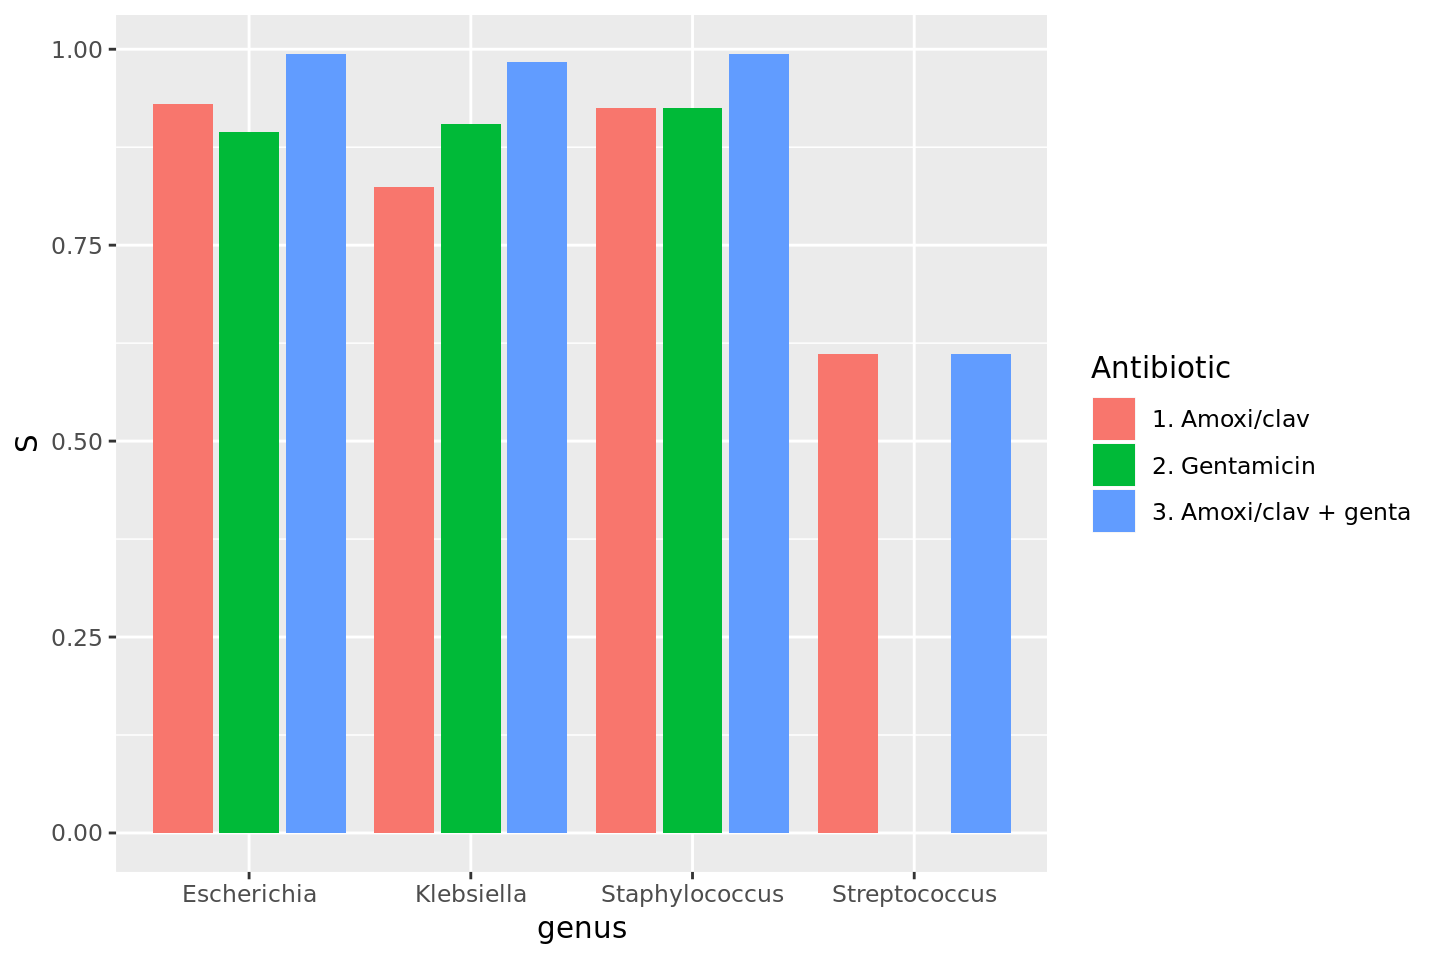 1.00
0.75
0.50
0.25
0.00
S
Escherichia Klebsiella Staphylococcus Streptococcus
genus
Antibiotic
1. Amoxi/clav
2. Gentamicin
3. Amoxi/clav + genta